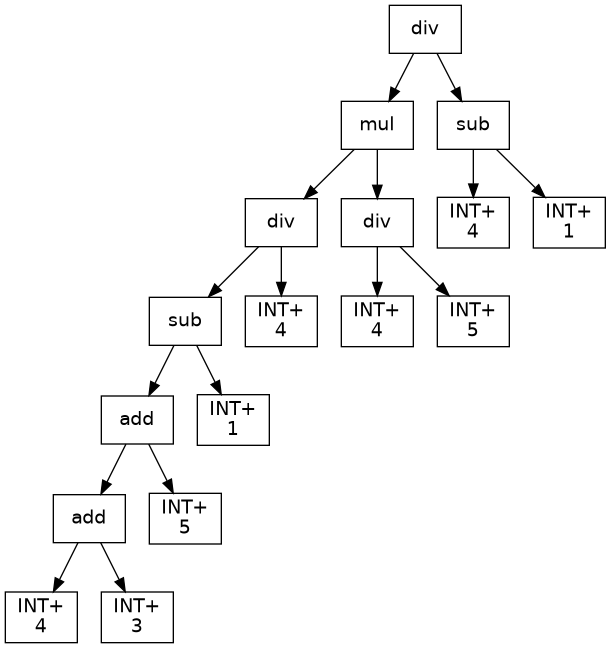 div
mul
sub
div
div
INT+
4
INT+
1
sub
INT+
4
INT+
4
INT+
5
add
INT+
1
add
INT+
5
INT+
4
INT+
3